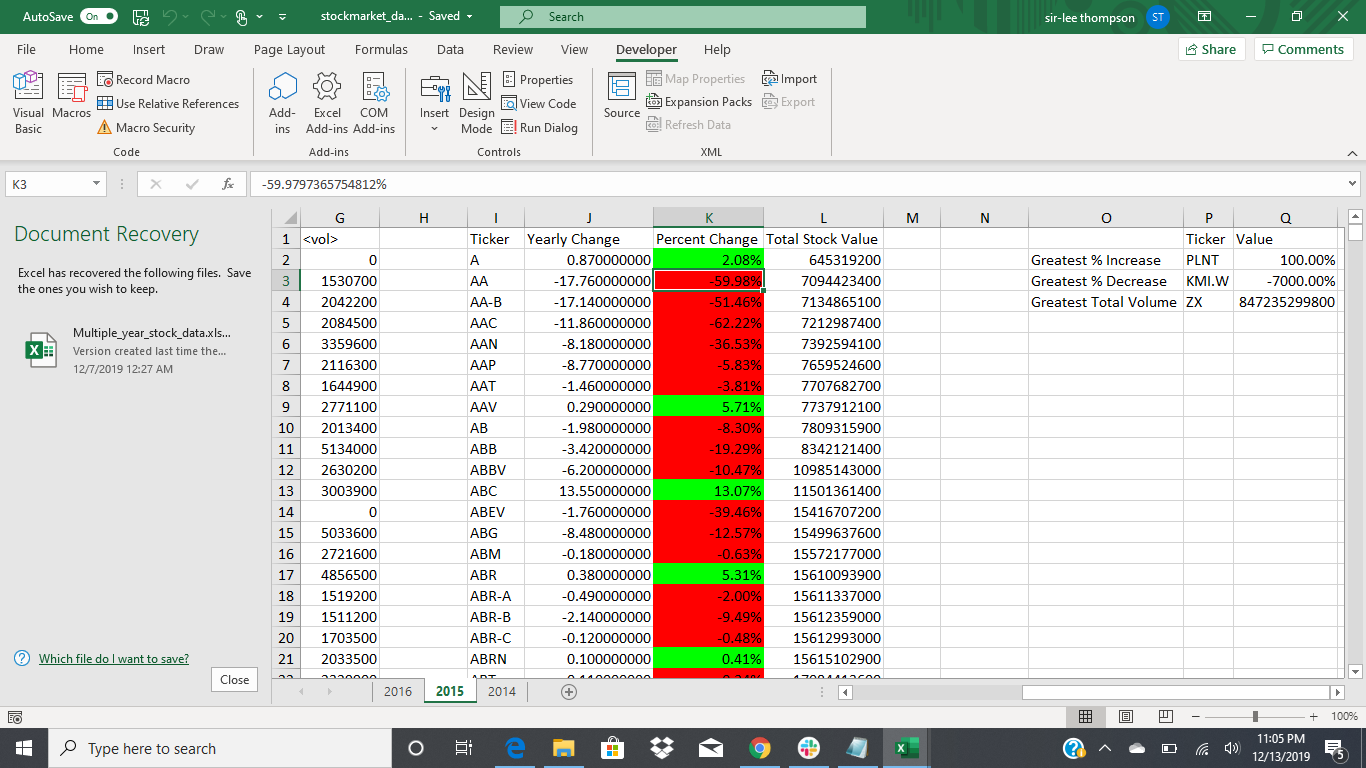 AutoSave On stockmarket_da... - Saved Search sir-lee thompson ST
File Home Insert Draw Page Layout Formulas Data Review View Developer Help Share Comments
Visual Basic Macros Record Macro Use Relative References Macro Security
Add-ins Excel Add-ins COM Add-ins
Insert Design Mode Properties View Code Run Dialog
Source Map Properties Expansion Packs Refresh Data Import Export
Code Add-ins Controls XML
K3 fx -59.9797365754812%
Document Recovery
Excel has recovered the following files. Save
the ones you wish to keep.
Multiple_year_stock_data.xls...
Version created last time the...
12/7/2019 12:27 AM
Which file do I want to save?
Close
G H I J K L M N O P Q
1 <vol> Ticker Yearly Change Percent Change Total Stock Value Ticker Value
2 0 A 0.870000000 2.08% 645319200 Greatest % Increase PLNT 100.00%
3 1530700 AA -17.760000000 -59.98% 7094423400 Greatest % Decrease KMI.W -7000.00%
4 2042200 AA-B -17.140000000 -51.46% 7134865100 Greatest Total Volume ZX 847235299800
5 2084500 AAC -11.860000000 -62.22% 7212987400
6 3359600 AAN -8.180000000 -36.53% 7392594100
7 2116300 AAP -8.770000000 -5.83% 7659524600
8 1644900 AAT -1.460000000 -3.81% 7707682700
9 2771100 AAV 0.290000000 5.71% 7737912100
10 2013400 AB -1.980000000 -8.30% 7809315900
11 5134000 ABB -3.420000000 -19.29% 8342121400
12 2630200 ABBV -6.200000000 -10.47% 10985143000
13 3003900 ABC 13.550000000 13.07% 11501361400
14 0 ABEV -1.760000000 -39.46% 15416707200
15 5033600 ABG -8.480000000 -12.57% 15499637600
16 2721600 ABM -0.180000000 -0.63% 15572177000
17 4856500 ABR 0.380000000 5.31% 15610093900
18 1519200 ABR-A -0.490000000 -2.00% 15611337000
19 1511200 ABR-B -2.140000000 -9.49% 15612359000
20 1703500 ABR-C -0.120000000 -0.48% 15612993000
21 2033500 ABRN 0.100000000 0.41% 15615102900
2016 2015 2014
100%
Type here to search
11:05 PM
12/13/2019
5